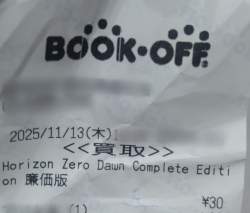 BOOK·OFF
2025/11/13(木)
<<買取>>
Horizon Zero Dawn Complete Editi
on 廉価版
¥30
(1)